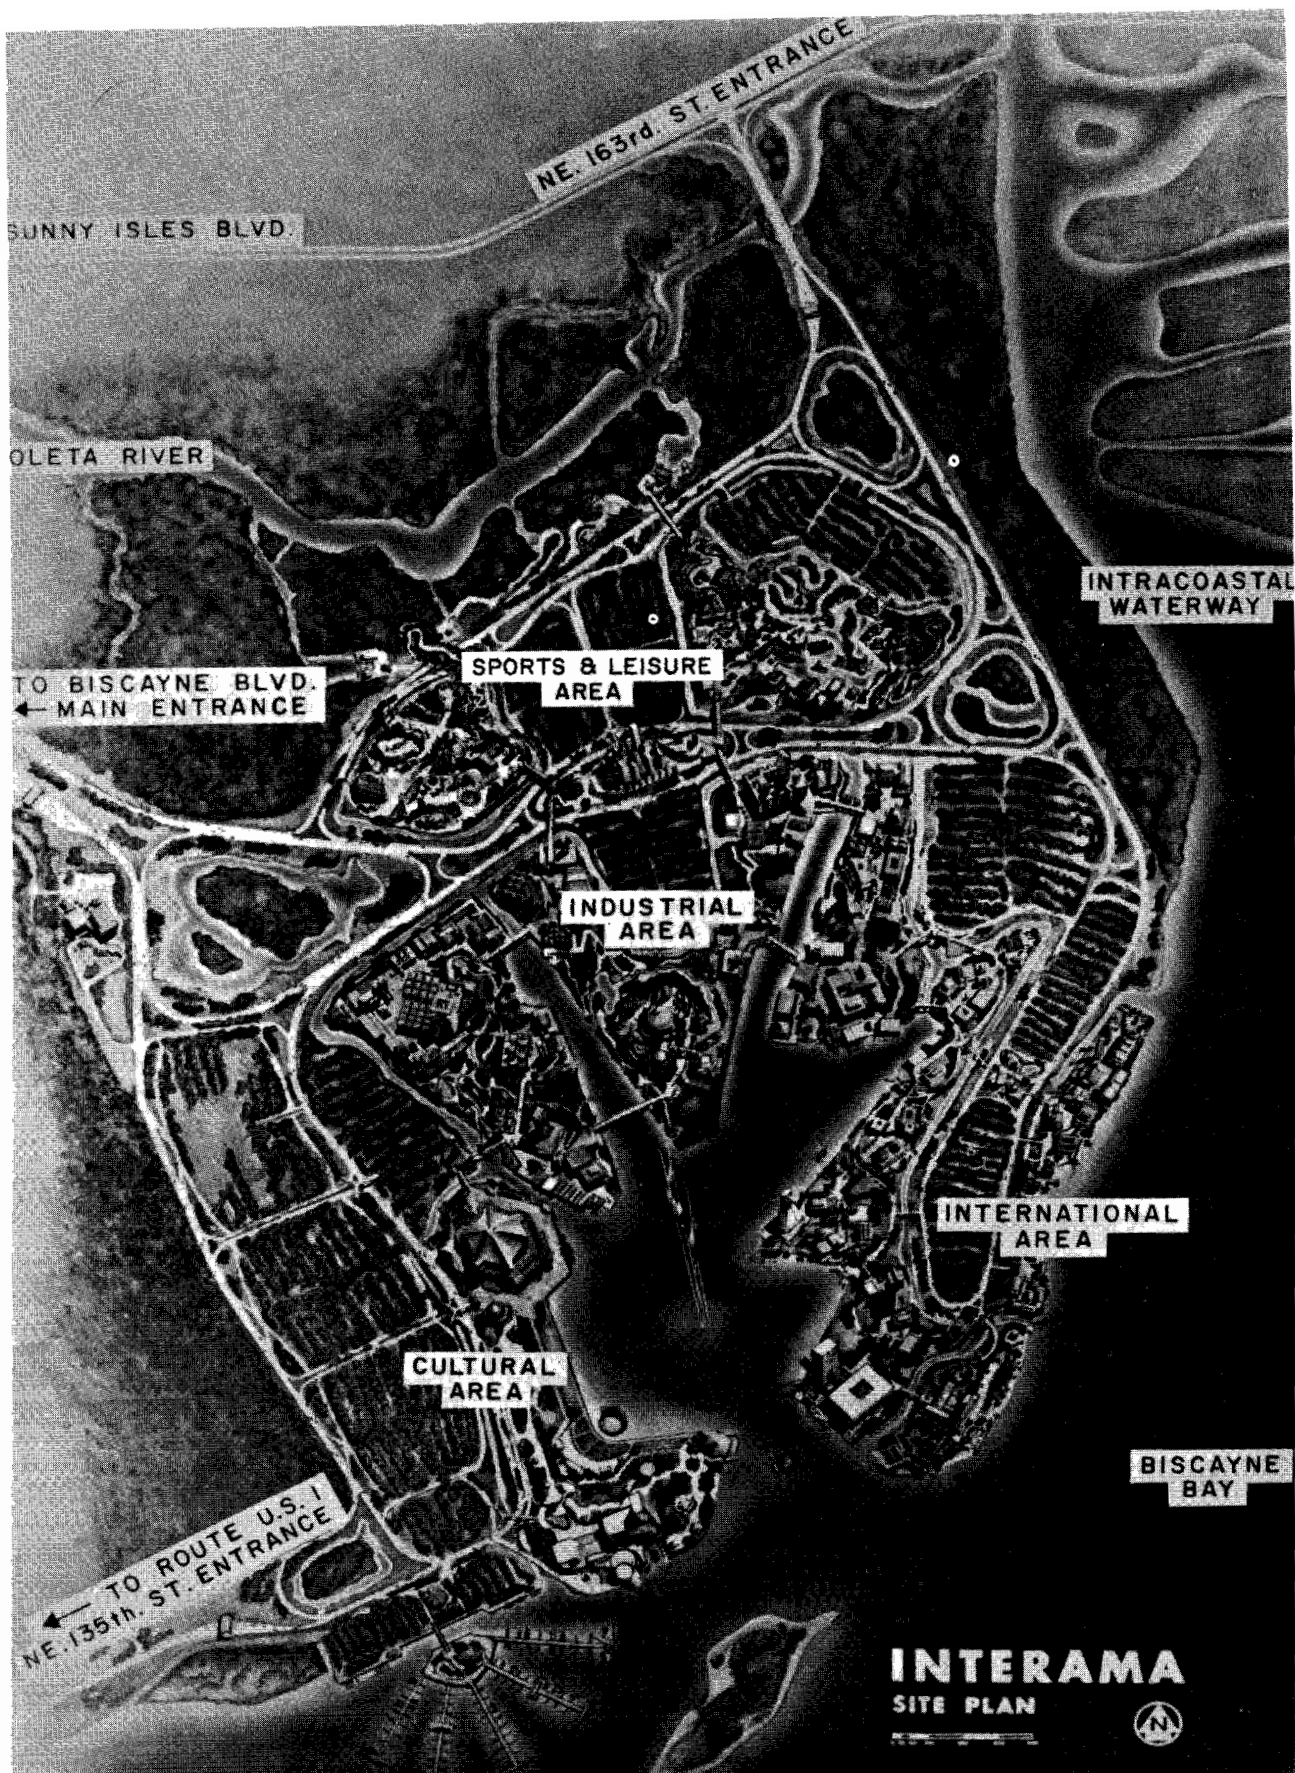 NE. 163rd. ST. ENTRANCE
SUNNY ISLES BLVD.
OLETA RIVER
INTRACOASTAL
WATERWAY
SPORTS & LEISURE
AREA
TO BISCAYNE BLVD.
← MAIN ENTRANCE
INDUSTRIAL
AREA
INTERNATIONAL
AREA
CULTURAL
AREA
BISCAYNE
BAY
← TO ROUTE U.S. 1
NE. 135th. ST. ENTRANCE
INTERAMA
SITE PLAN
N